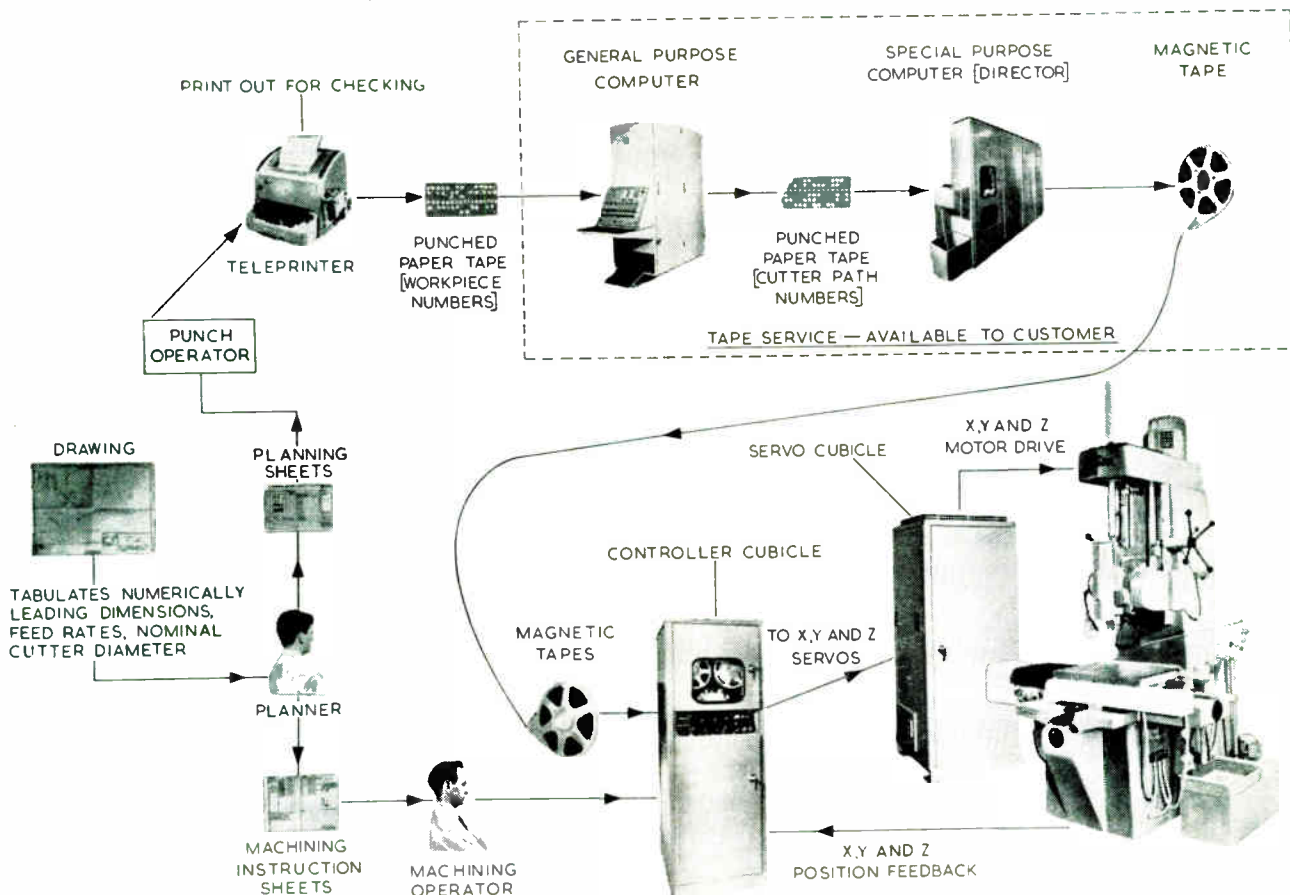 PRINT OUT FOR CHECKING
TELEPRINTER
PUNCHED
PAPER TAPE
[WORKPIECE
NUMBERS]
GENERAL PURPOSE
COMPUTER
PUNCHED
PAPER TAPE
[CUTTER PATH
NUMBERS]
SPECIAL PURPOSE
COMPUTER [DIRECTOR]
MAGNETIC
TAPE
TAPE SERVICE — AVAILABLE TO CUSTOMER
PUNCH
OPERATOR
DRAWING
PLANNING
SHEETS
TABULATES NUMERICALLY
LEADING DIMENSIONS,
FEED RATES, NOMINAL
CUTTER DIAMETER
PLANNER
MACHINING
INSTRUCTION
SHEETS
MACHINING
OPERATOR
MAGNETIC
TAPES
CONTROLLER CUBICLE
TO X,Y AND Z
SERVOS
SERVO CUBICLE
X,Y AND Z
MOTOR DRIVE
X,Y AND Z
POSITION FEEDBACK